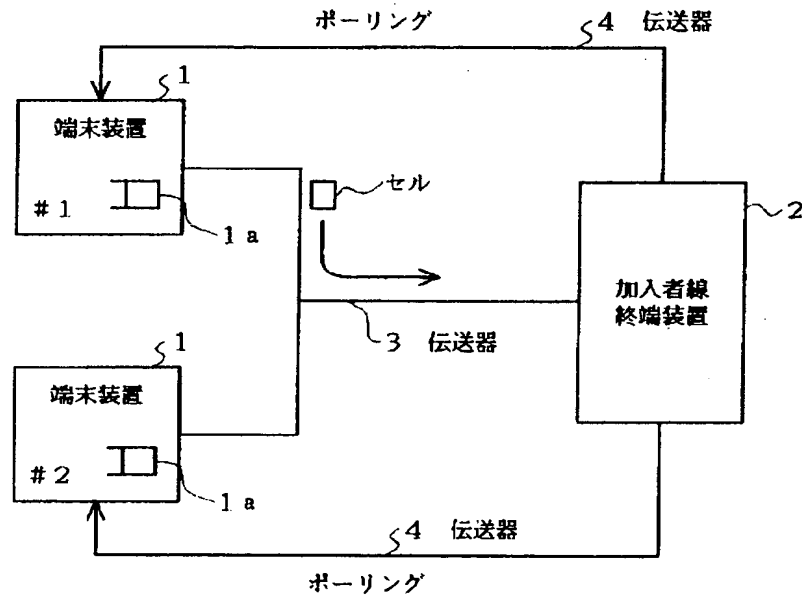 ポーリング
4 伝送器
1
端末装置
#1
1a
セル
2
加入者線
終端装置
3 伝送器
1
端末装置
#2
1a
4 伝送器
ポーリング